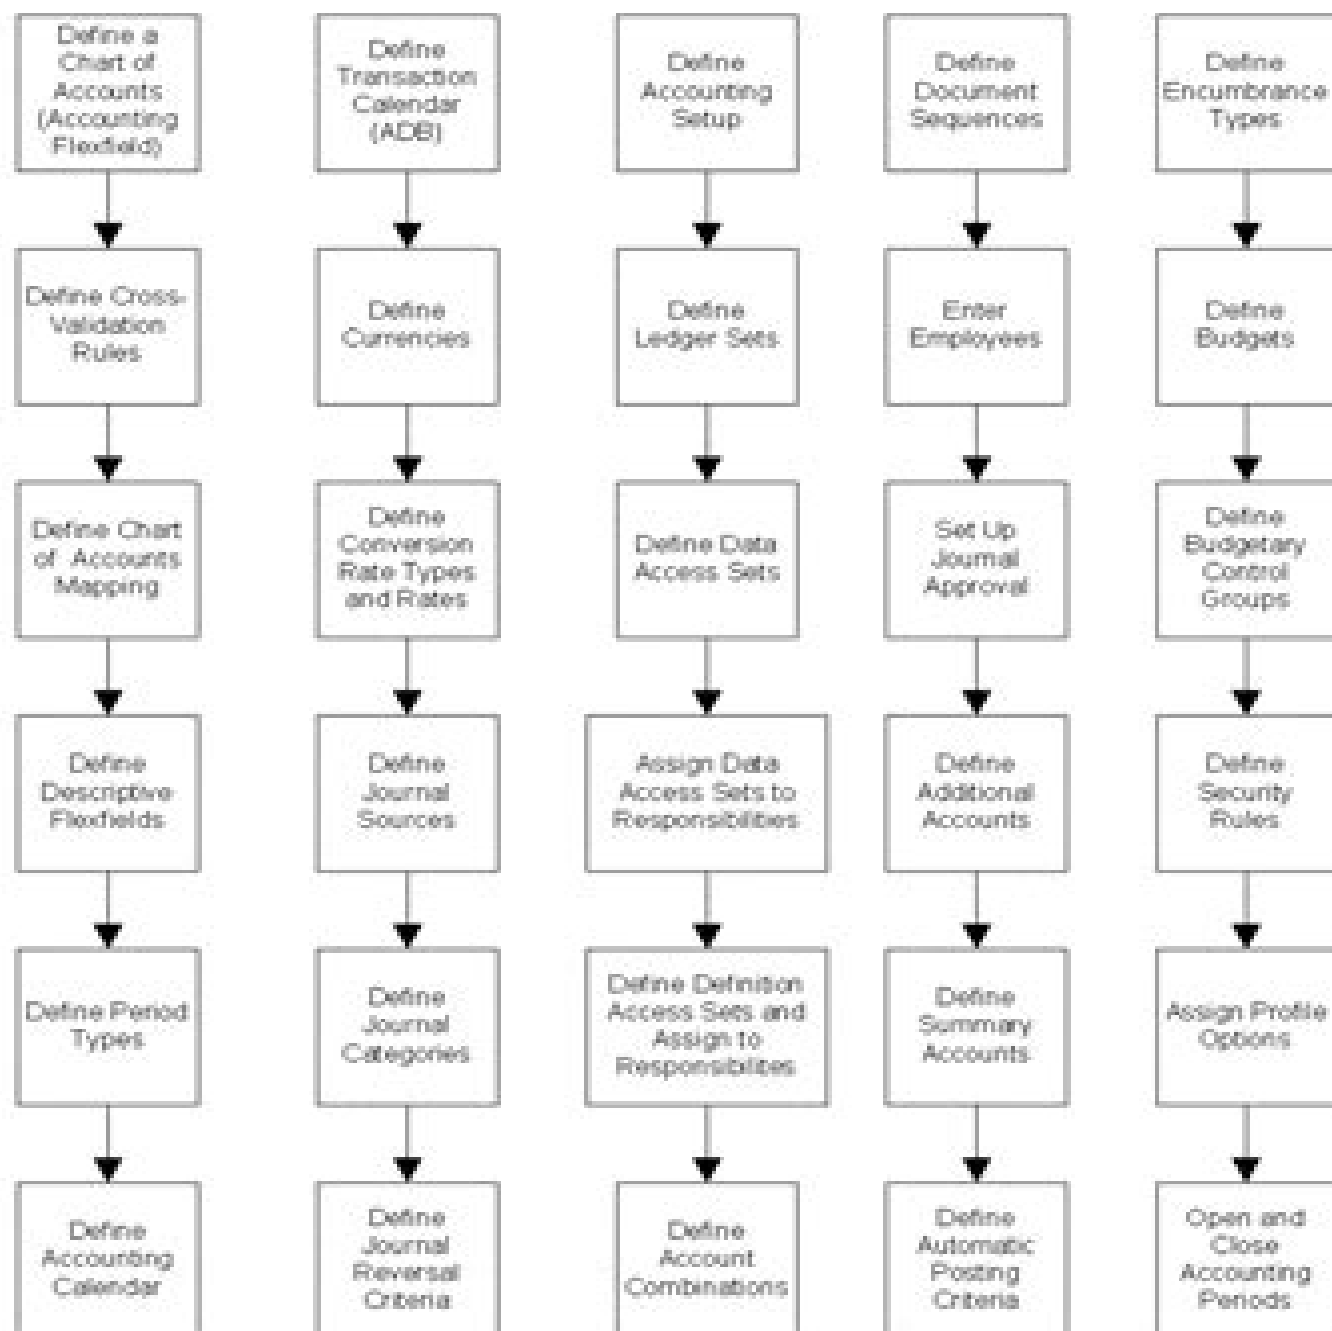 Define a
Chart of
Accounts
(Accounting
Flexfield)
Define Cross-
Validation
Rules
Define Chart
of Accounts
Mapping
Define
Descriptive
Flexfields
Define Period
Types
Define
Accounting
Calendar
Define
Transaction
Calendar
(ADB)
Define
Currencies
Define
Conversion
Rate Types
and Rates
Define
Journal
Sources
Define
Journal
Categories
Define
Journal
Reversal
Criteria
Define
Accounting
Setup
Define
Ledger Sets
Define Data
Access Sets
Assign Data
Access Sets to
Responsibilities
Define Definition
Access Sets and
Assign to
Responsibilites
Define
Account
Combinations
Define
Document
Sequences
Enter
Employees
Set Up
Journal
Approval
Define
Additional
Accounts
Define
Summary
Accounts
Define
Automatic
Posting
Criteria
Define
Encumbrance
Types
Define
Budgets
Define
Budgetary
Control
Groups
Define
Security
Rules
Assign Profile
Options
Open and
Close
Accounting
Periods